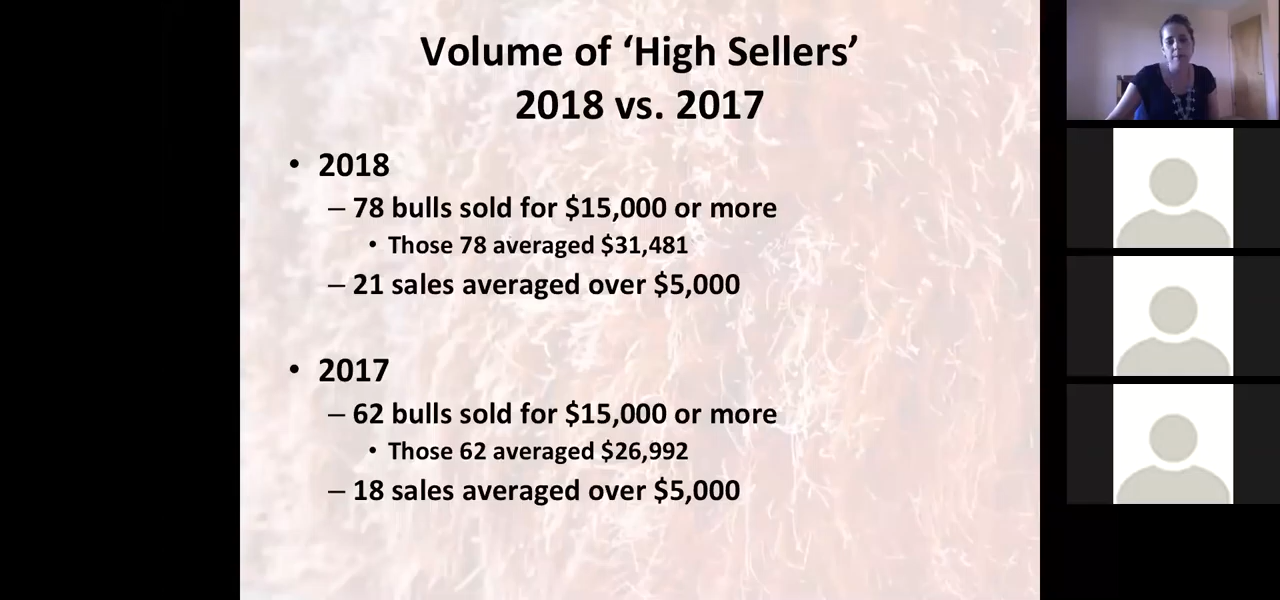 Volume of ‘High Sellers’
2018 vs. 2017
• 2018
– 78 bulls sold for $15,000 or more
• Those 78 averaged $31,481
– 21 sales averaged over $5,000
• 2017
– 62 bulls sold for $15,000 or more
• Those 62 averaged $26,992
– 18 sales averaged over $5,000